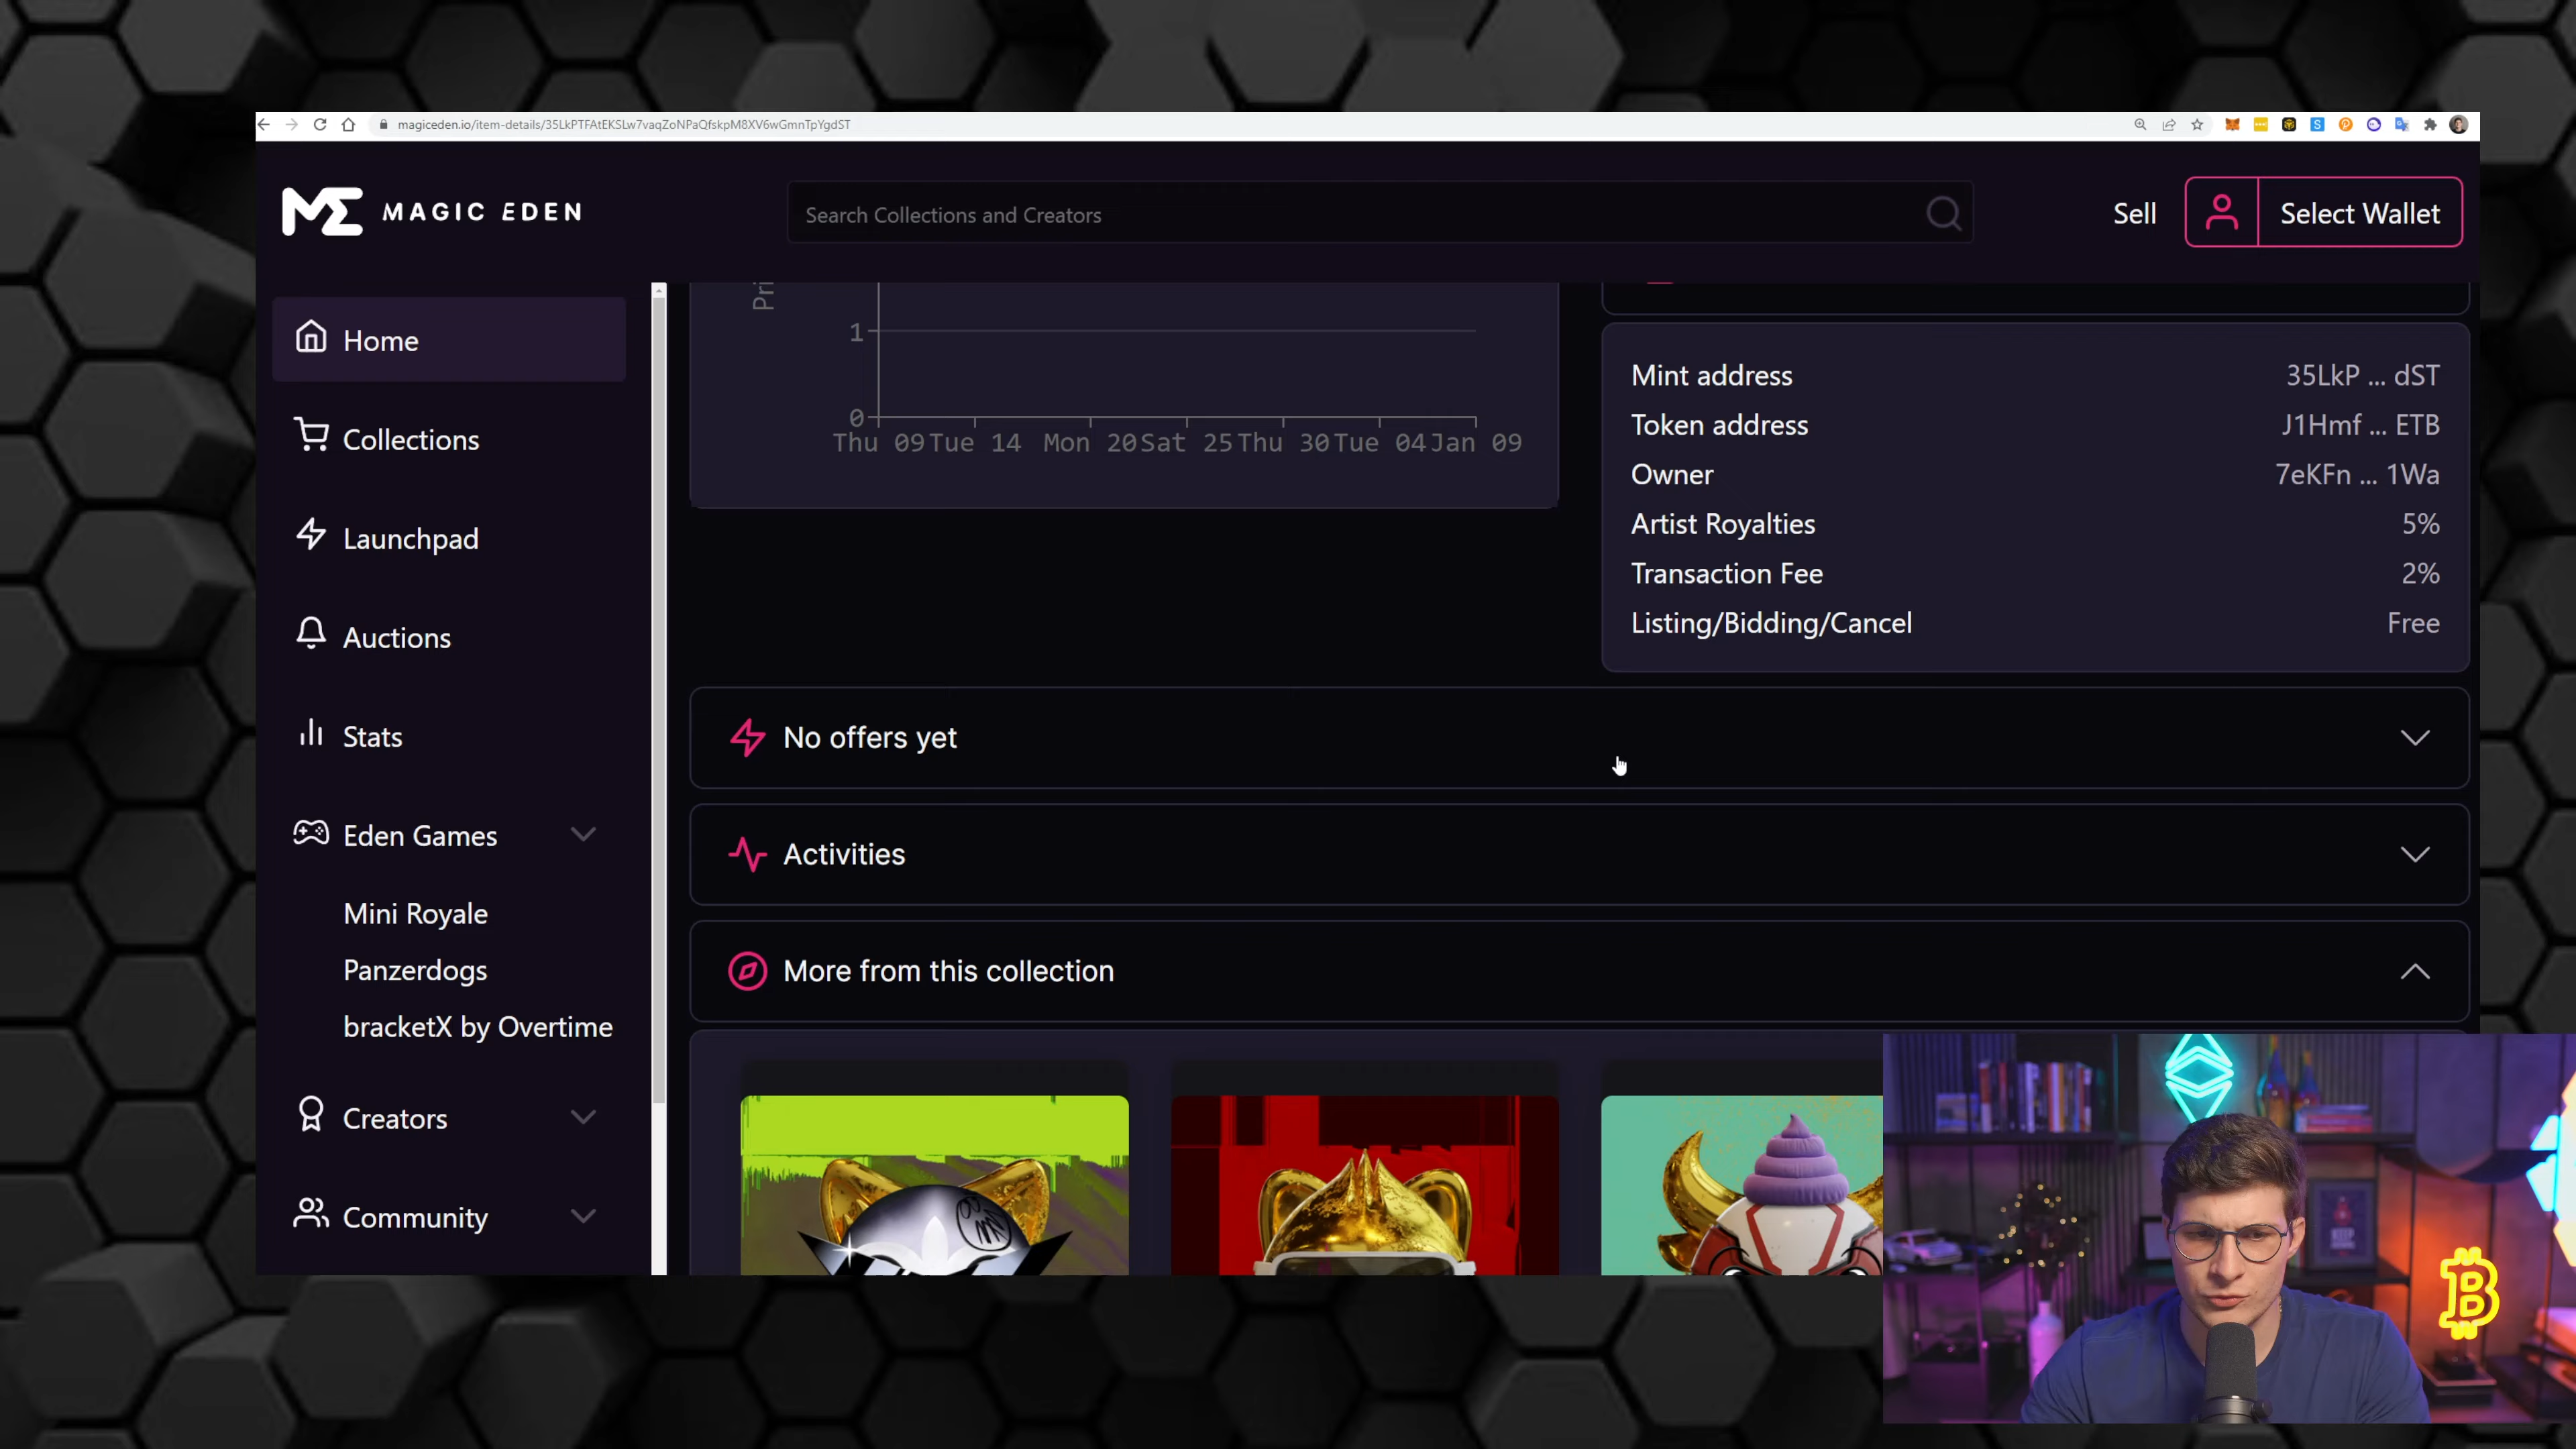 magiceden.io/item-details/35LkPTFAtEKSLw7vaqZoNPaQfskpM8XV6wGmnTpYgdST
MAGIC EDEN
Search Collections and Creators
Sell
Select Wallet
Home
Collections
Launchpad
Auctions
Stats
Eden Games
Mini Royale
Panzerdogs
bracketX by Overtime
Creators
Community
Pri
1
0
Thu 09 Tue 14 Mon 20 Sat 25 Thu 30 Tue 04 Jan 09
Mint address 35LkP ... dST
Token address J1Hmf ... ETB
Owner 7eKFn ... 1Wa
Artist Royalties 5%
Transaction Fee 2%
Listing/Bidding/Cancel Free
No offers yet
Activities
More from this collection